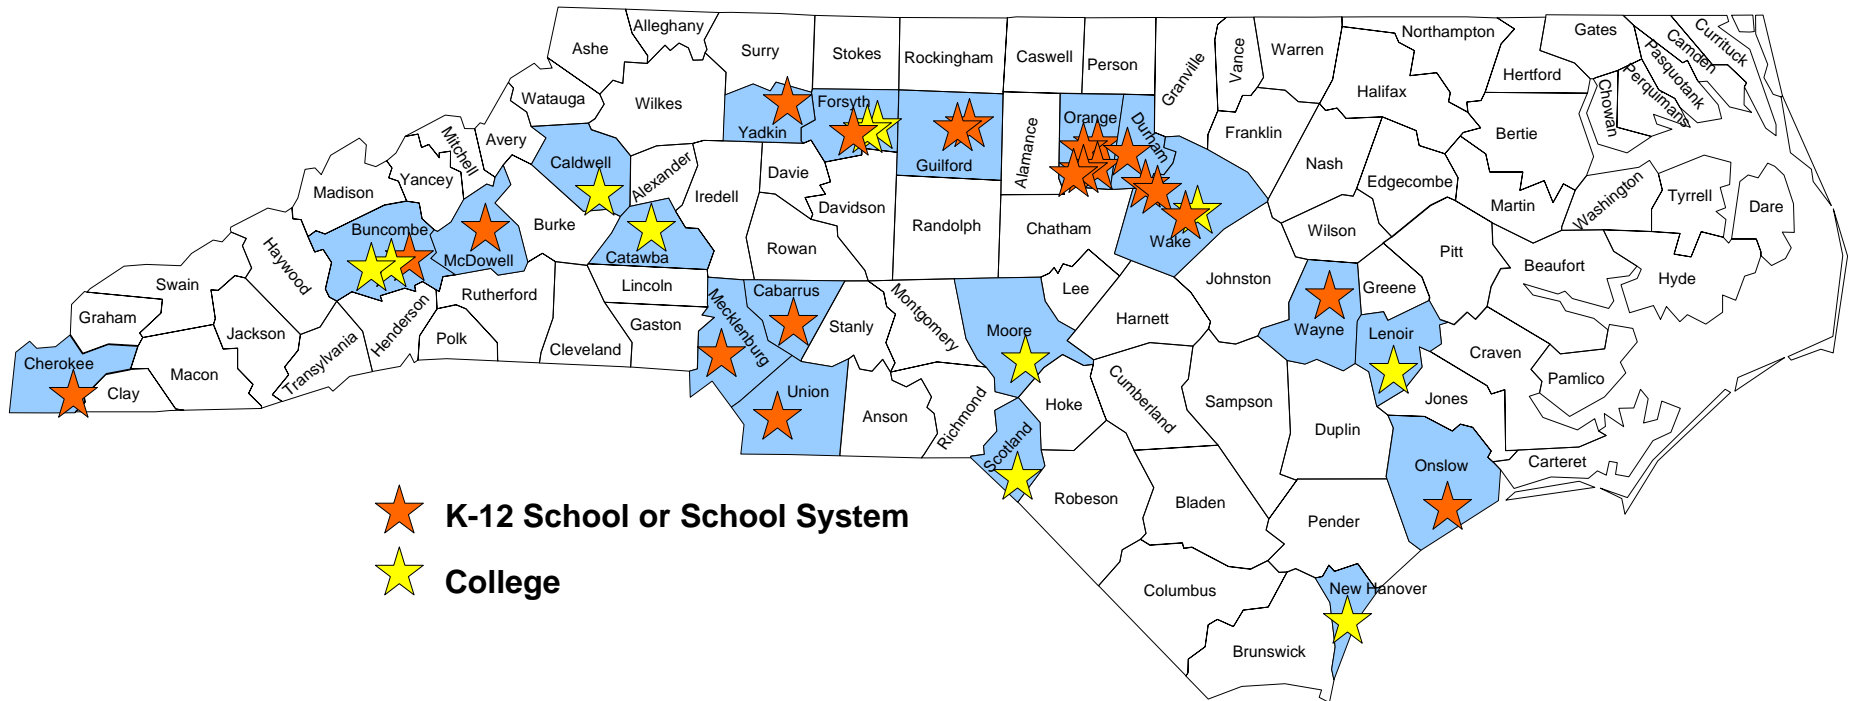 Alleghany
Ashe
Surry
Stokes
Rockingham
Caswell
Person
Granville
Vance
Warren
Northampton
Gates
Currituck
Camden
Pasquotank
Perquimans
Chowan
Hertford
Halifax
Bertie
Watauga
Wilkes
Yadkin
Forsyth
Guilford
Alamance
Orange
Durham
Franklin
Nash
Edgecombe
Martin
Washington
Tyrrell
Dare
Mitchell
Avery
Caldwell
Alexander
Iredell
Davie
Davidson
Randolph
Chatham
Wake
Wilson
Pitt
Beaufort
Hyde
Madison
Yancey
Buncombe
McDowell
Burke
Catawba
Rowan
Johnston
Greene
Haywood
Swain
Graham
Jackson
Henderson
Rutherford
Polk
Cleveland
Lincoln
Gaston
Mecklenburg
Cabarrus
Stanly
Montgomery
Moore
Lee
Harnett
Wayne
Lenoir
Craven
Pamlico
Cherokee
Clay
Macon
Transylvania
Union
Anson
Richmond
Scotland
Hoke
Cumberland
Sampson
Duplin
Jones
Onslow
Carteret
Robeson
Bladen
Pender
Columbus
New Hanover
Brunswick
K-12 School or School System
College